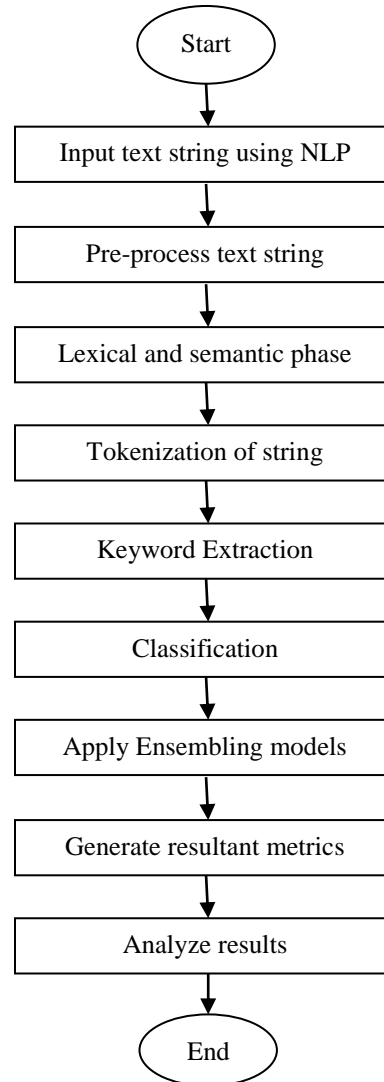 Start
Input text string using NLP
Pre-process text string
Lexical and semantic phase
Tokenization of string
Keyword Extraction
Classification
Apply Ensembling models
Generate resultant metrics
Analyze results
End